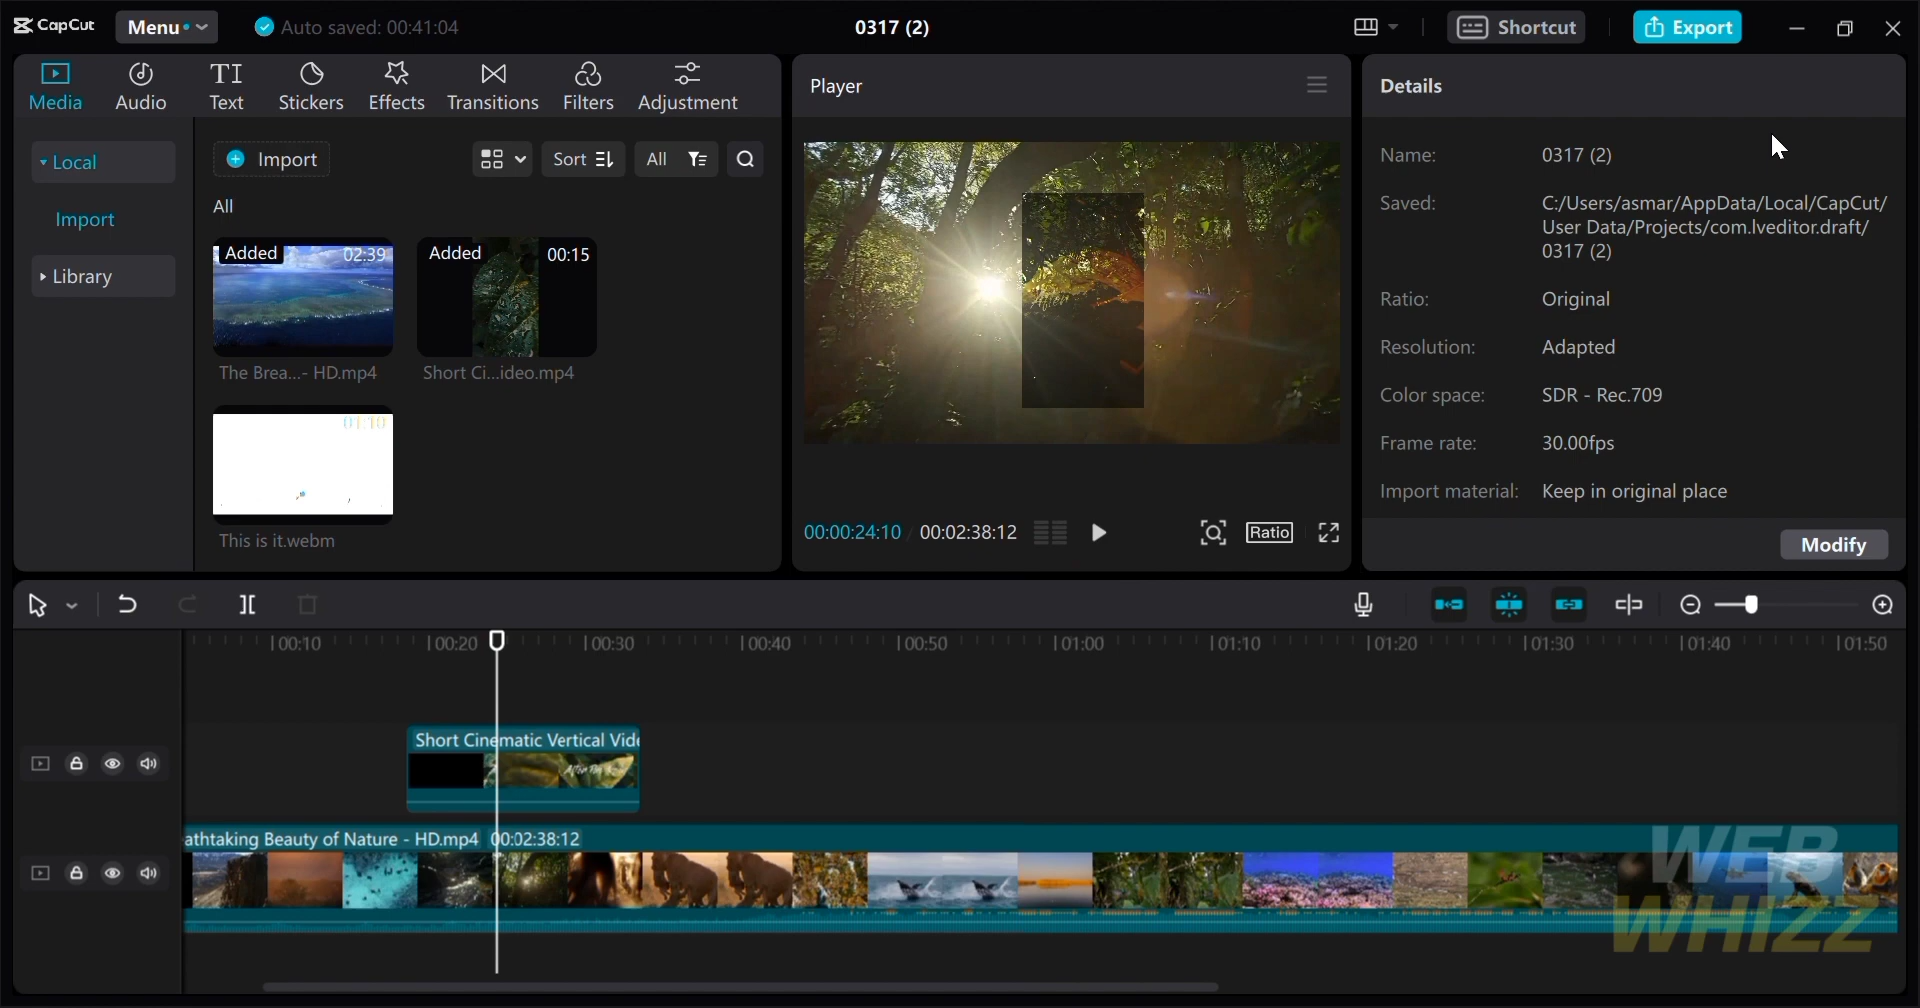 CapCut
Menu
Auto saved: 00:41:04
0317 (2)
Shortcut
Export
Media
Audio
TI
Text
Stickers
Effects
Transitions
Filters
Adjustment
Player
Details
Local
Import
Library
Import
Sort
All
All
Added
02:39
The Brea...- HD.mp4
Added
00:15
Short Ci...ideo.mp4
01:10
This is it.webm
00:00:24:10 / 00:02:38:12
Ratio
Name: 0317 (2)
Saved: C:/Users/asmar/AppData/Local/CapCut/
User Data/Projects/com.lveditor.draft/
0317 (2)
Ratio: Original
Resolution: Adapted
Color space: SDR - Rec.709
Frame rate: 30.00fps
Import material: Keep in original place
Modify
00:10
00:20
00:30
00:40
00:50
01:00
01:10
01:20
01:30
01:40
01:50
Short Cinematic Vertical Vide
athtaking Beauty of Nature - HD.mp4 00:02:38:12
WEB
WHIZZ